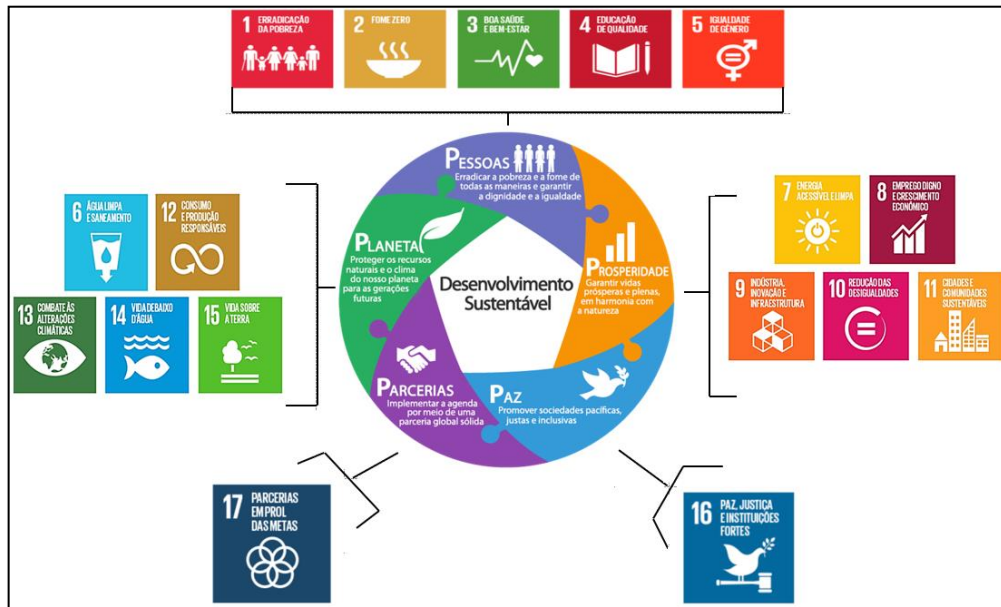 1 ERRADICAÇÃO
DA POBREZA
2 FOME ZERO
3 BOA SAÚDE
E BEM-ESTAR
4 EDUCAÇÃO
DE QUALIDADE
5 IGUALDADE
DE GÊNERO
PESSOAS
Erradicar a pobreza e a fome de
todas as maneiras e garantir
a dignidade e a igualdade
6 ÁGUA LIMPA
E SANEAMENTO
12 CONSUMO
E PRODUÇÃO
RESPONSÁVEIS
13 COMBATE ÀS
ALTERAÇÕES
CLIMÁTICAS
14 VIDA DEBAIXO
D'ÁGUA
15 VIDA SOBRE
A TERRA
PLANETA
Proteger os recursos
naturais e o clima
do nosso planeta
para as gerações
futuras
Desenvolvimento
Sustentável
PROSPERIDADE
Garantir vidas
prósperas e plenas,
em harmonia com
a natureza
7 ENERGIA
ACESSÍVEL E LIMPA
8 EMPREGO DIGNO
E CRESCIMENTO
ECONÔMICO
9 INDÚSTRIA,
INOVAÇÃO E
INFRAESTRUTURA
10 REDUÇÃO DAS
DESIGUALDADES
11 CIDADES E
COMUNIDADES
SUSTENTÁVEIS
PARCERIAS
Implementar a agenda
por meio de uma
parceria global sólida
PAZ
Promover sociedades pacíficas,
justas e inclusivas
17 PARCERIAS
EM PROL
DAS METAS
16 PAZ, JUSTIÇA
E INSTITUIÇÕES
FORTES